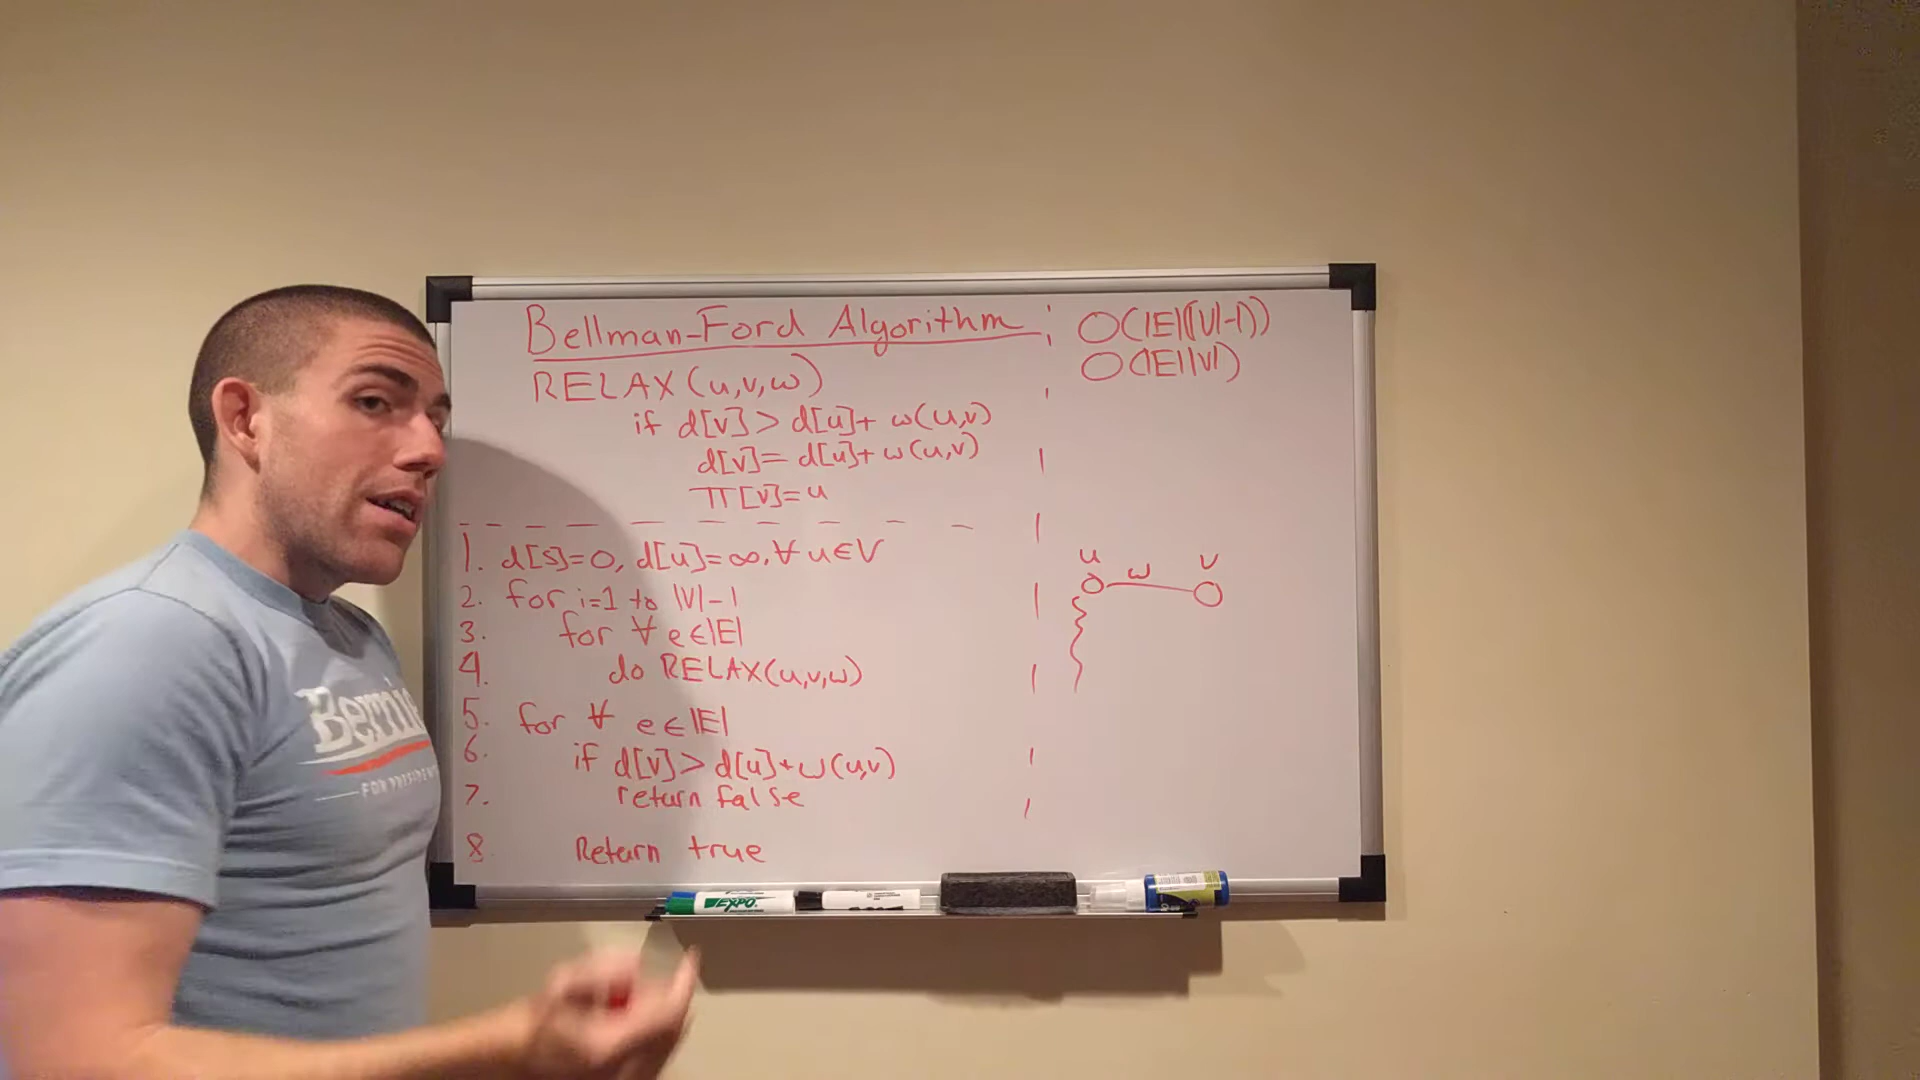 Bellman-Ford Algorithm
RELAX(u,v,w)
if d[v] > d[u]+ w(u,v)
d[v]= d[u]+w(u,v)
π[v]=u
1. d[s]=0, d[u]=∞, ∀ u∈V
2. for i=1 to |V|-1
3. for ∀ e∈|E|
4. do RELAX(u,v,w)
5. for ∀ e∈|E|
6. if d[v]> d[u]+w(u,v)
7. return false
8. Return true
O(|E|(|V|-1))
O(|E||V|)
u w v
Bernie
FOR PRESIDENT
EXPO